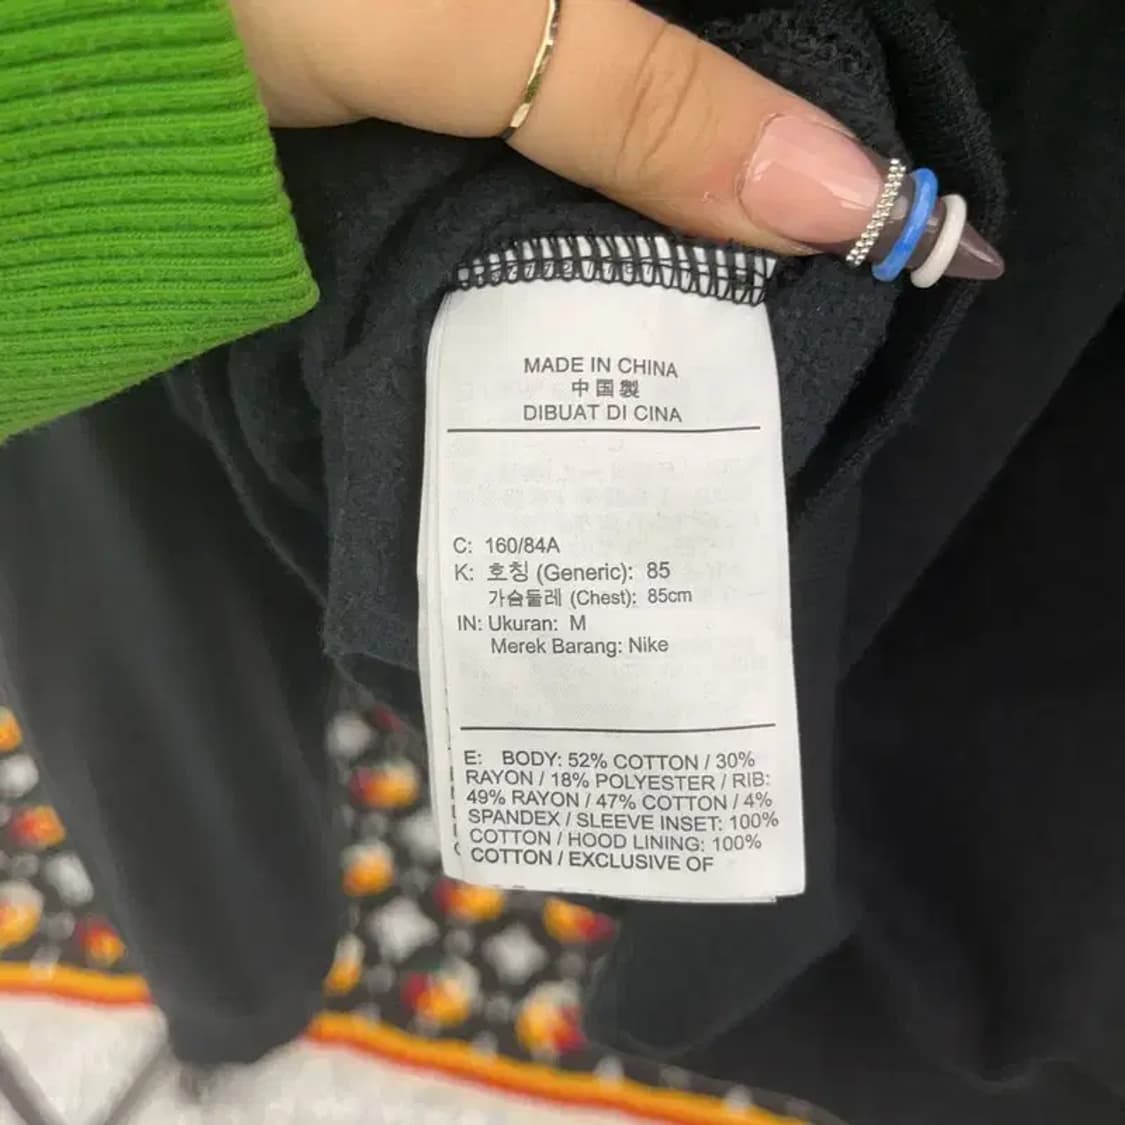 MADE IN CHINA
中国製
DIBUAT DI CINA
C: 160/84A
K: 호칭 (Generic): 85
가슴둘레 (Chest): 85cm
IN: Ukuran: M
Merek Barang: Nike
E: BODY: 52% COTTON / 30%
RAYON / 18% POLYESTER / RIB:
49% RAYON / 47% COTTON / 4%
SPANDEX / SLEEVE INSET: 100%
COTTON / HOOD LINING: 100%
COTTON / EXCLUSIVE OF